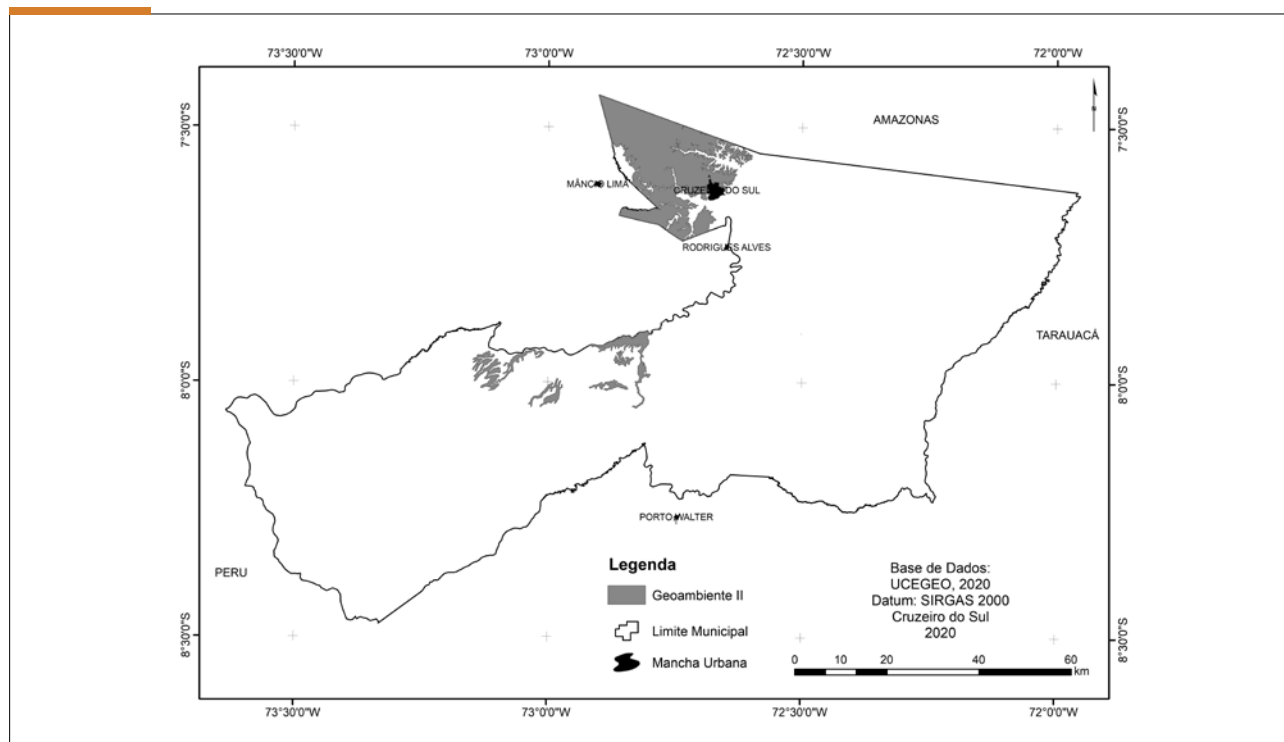 73°30'0"W 73°0'0"W 72°30'0"W 72°0'0"W
7°30'0"S
7°30'0"S
N
AMAZONAS
MÂNCIO LIMA
CRUZEIRO DO SUL
RODRIGUES ALVES
TARAUACÁ
8°0'0"S
8°0'0"S
PORTO WALTER
PERU
8°30'0"S
8°30'0"S
Legenda
Geoambiente II
Limite Municipal
Mancha Urbana
Base de Dados:
UCEGEO, 2020
Datum: SIRGAS 2000
Cruzeiro do Sul
2020
0 10 20 40 60
km
73°30'0"W 73°0'0"W 72°30'0"W 72°0'0"W